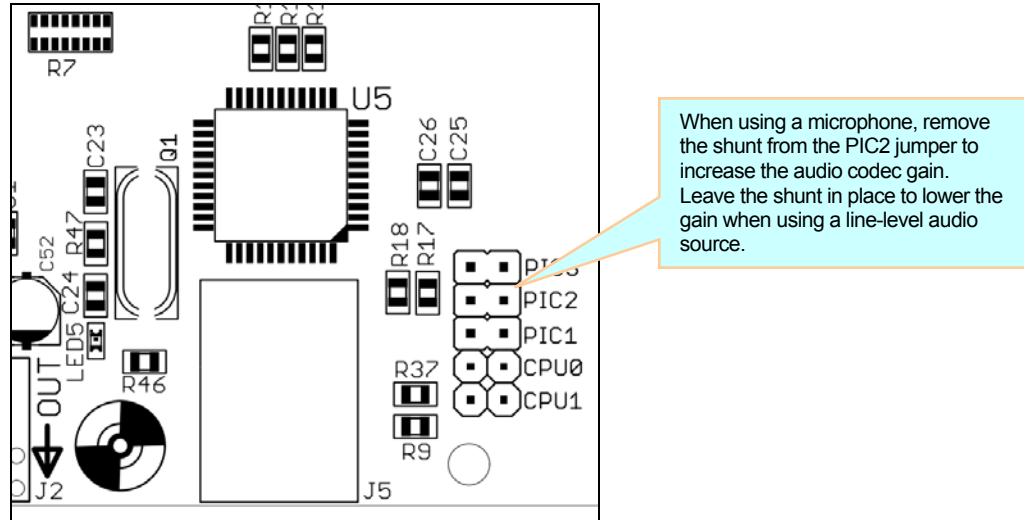 R7
U5
Q1
C23
R47
C24
C52
LED5
R46
OUT
J2
C26
C25
R18
R17
PIC3
PIC2
PIC1
CPU0
CPU1
R37
R9
J5
When using a microphone, remove
the shunt from the PIC2 jumper to
increase the audio codec gain.
Leave the shunt in place to lower the
gain when using a line-level audio
source.